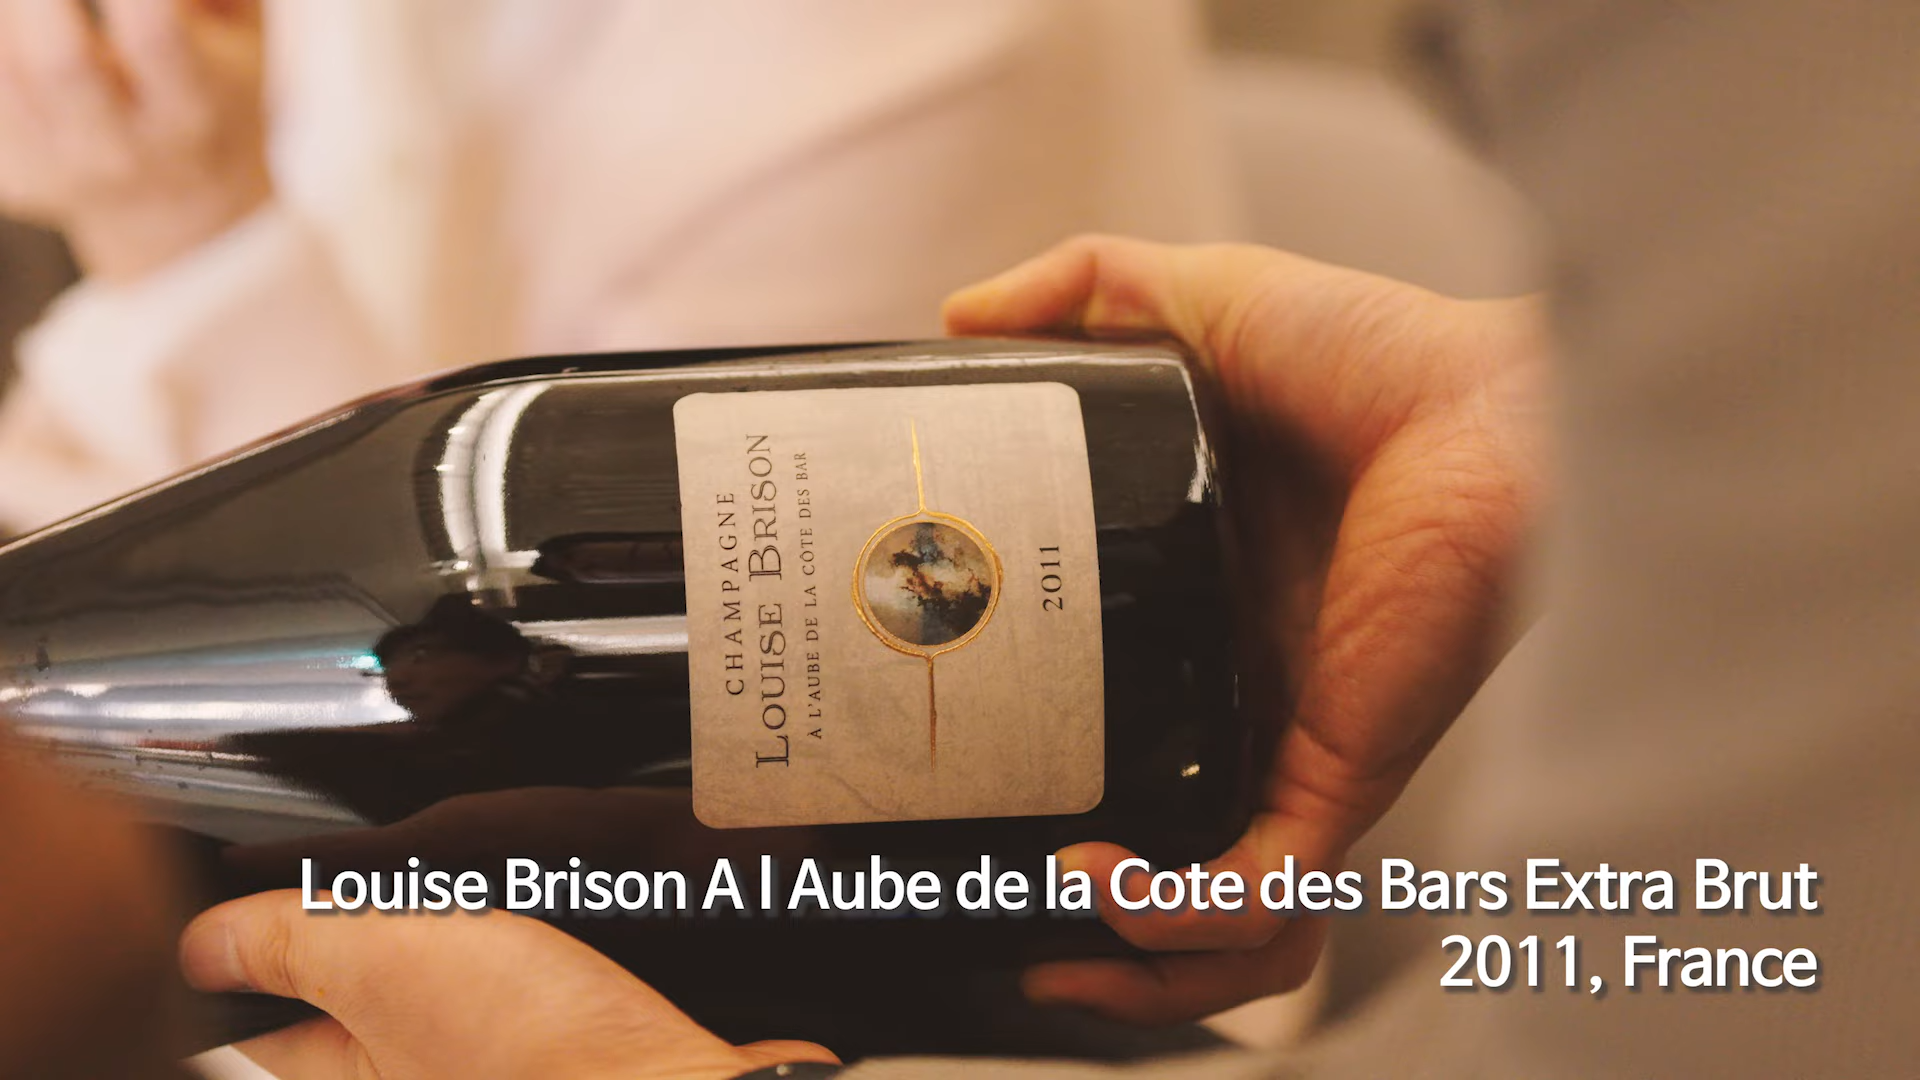 CHAMPAGNE
LOUISE BRISON
A L'AUBE DE LA CÔTE DES BAR
2011
Louise Brison A l Aube de la Cote des Bars Extra Brut
2011, France